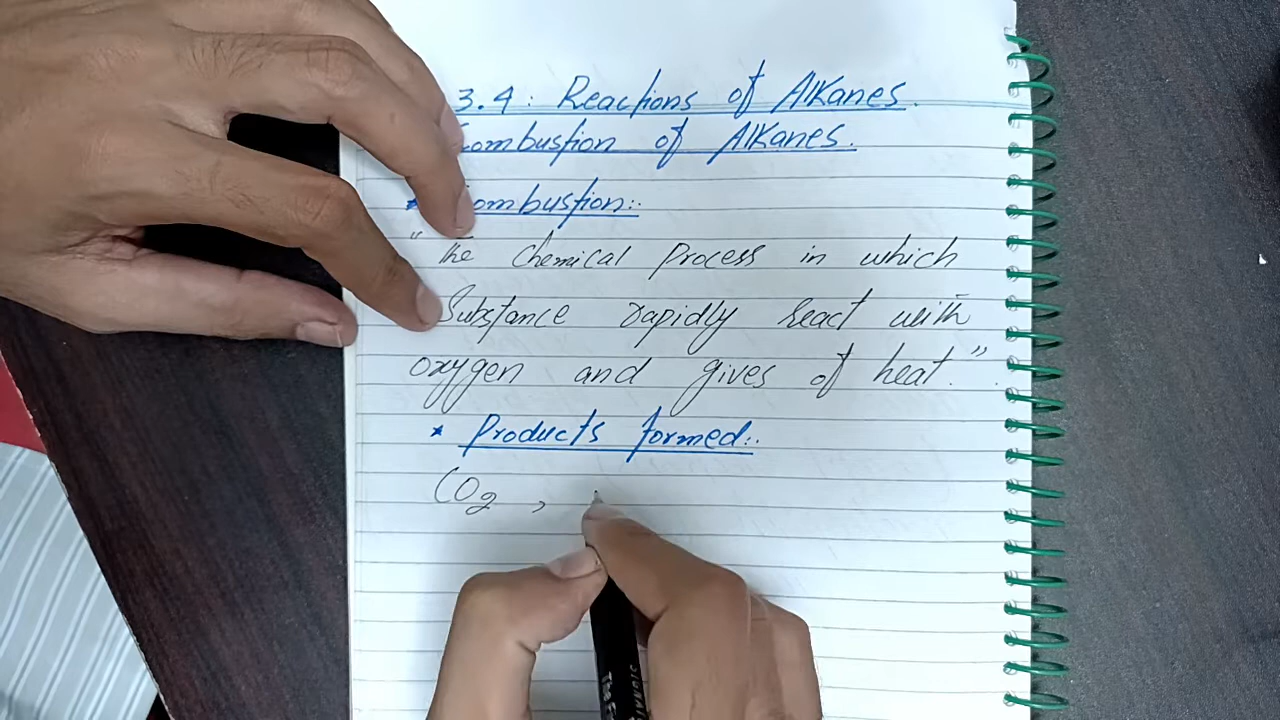 3.4: Reactions of Alkanes.
Combustion of Alkanes.
* Combustion:.
"The Chemical Process in which
Substance rapidly react with
oxygen and gives of heat.".
* Products formed:.
CO2 ,